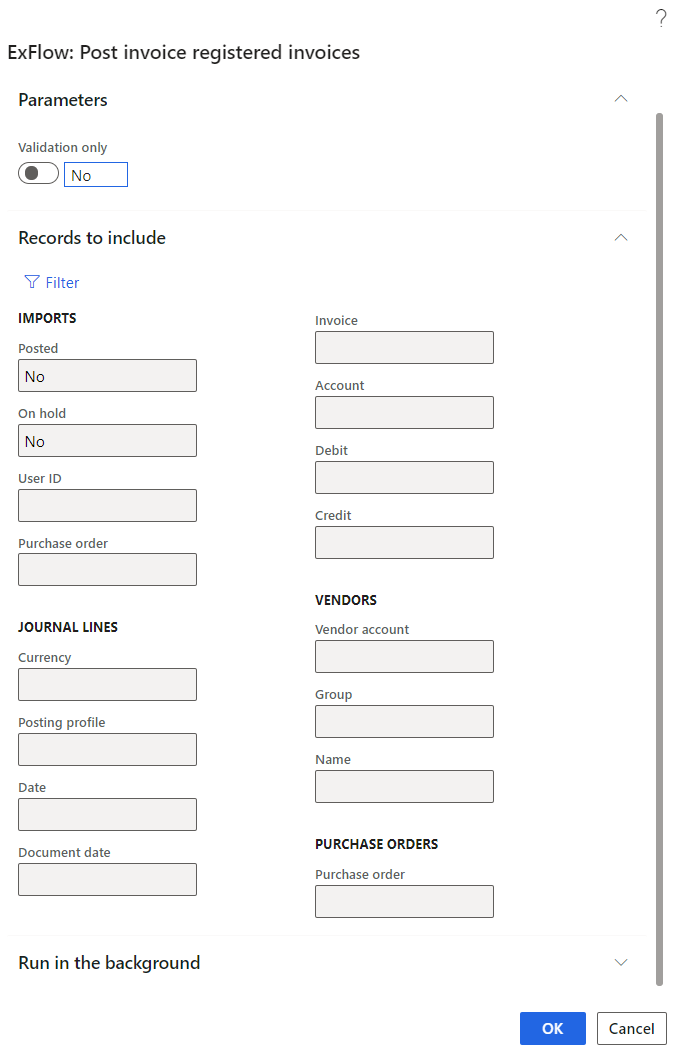 ?
ExFlow: Post invoice registered invoices
Parameters
Validation only
No
Records to include
Filter
IMPORTS
Posted
No
On hold
No
User ID
Purchase order
JOURNAL LINES
Currency
Posting profile
Date
Document date
Invoice
Account
Debit
Credit
VENDORS
Vendor account
Group
Name
PURCHASE ORDERS
Purchase order
Run in the background
OK
Cancel